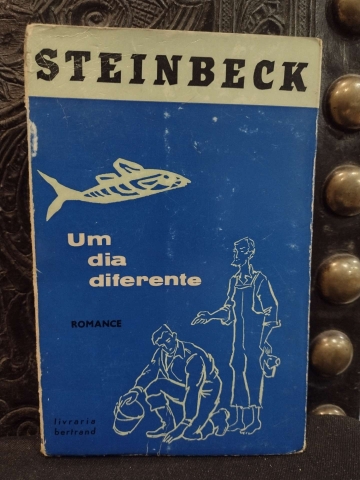 STEINBECK
Um
dia
diferente
ROMANCE
livraria
bertrand